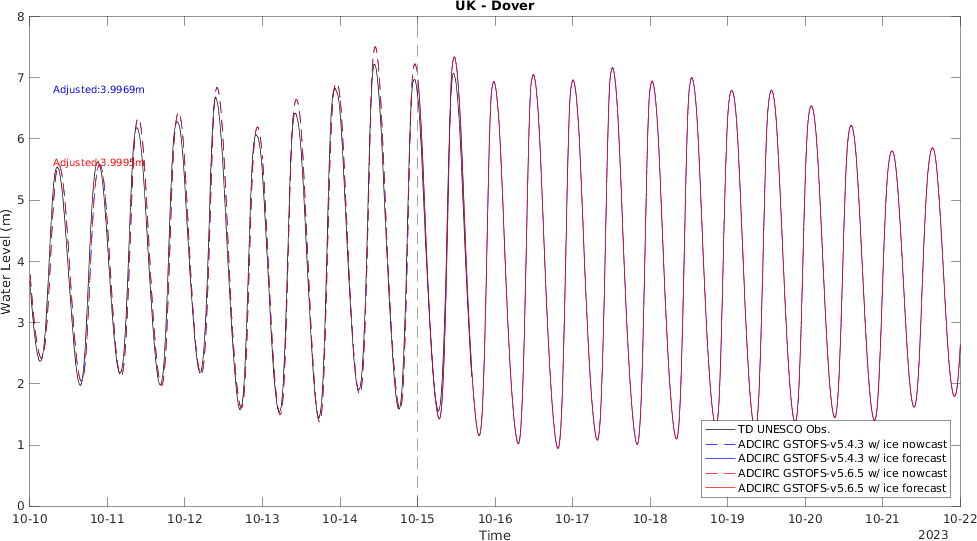 UK - Dover
8
7
6
5
4
3
2
1
0
Water Level (m)
Adjusted:3.9969m
Adjusted:3.9995m
TD UNESCO Obs.
ADCIRC GSTOFS-v5.4.3 w/ ice nowcast
ADCIRC GSTOFS-v5.4.3 w/ ice forecast
ADCIRC GSTOFS-v5.6.5 w/ ice nowcast
ADCIRC GSTOFS-v5.6.5 w/ ice forecast
10-10 10-11 10-12 10-13 10-14 10-15 10-16 10-17 10-18 10-19 10-20 10-21 10-22
Time
2023